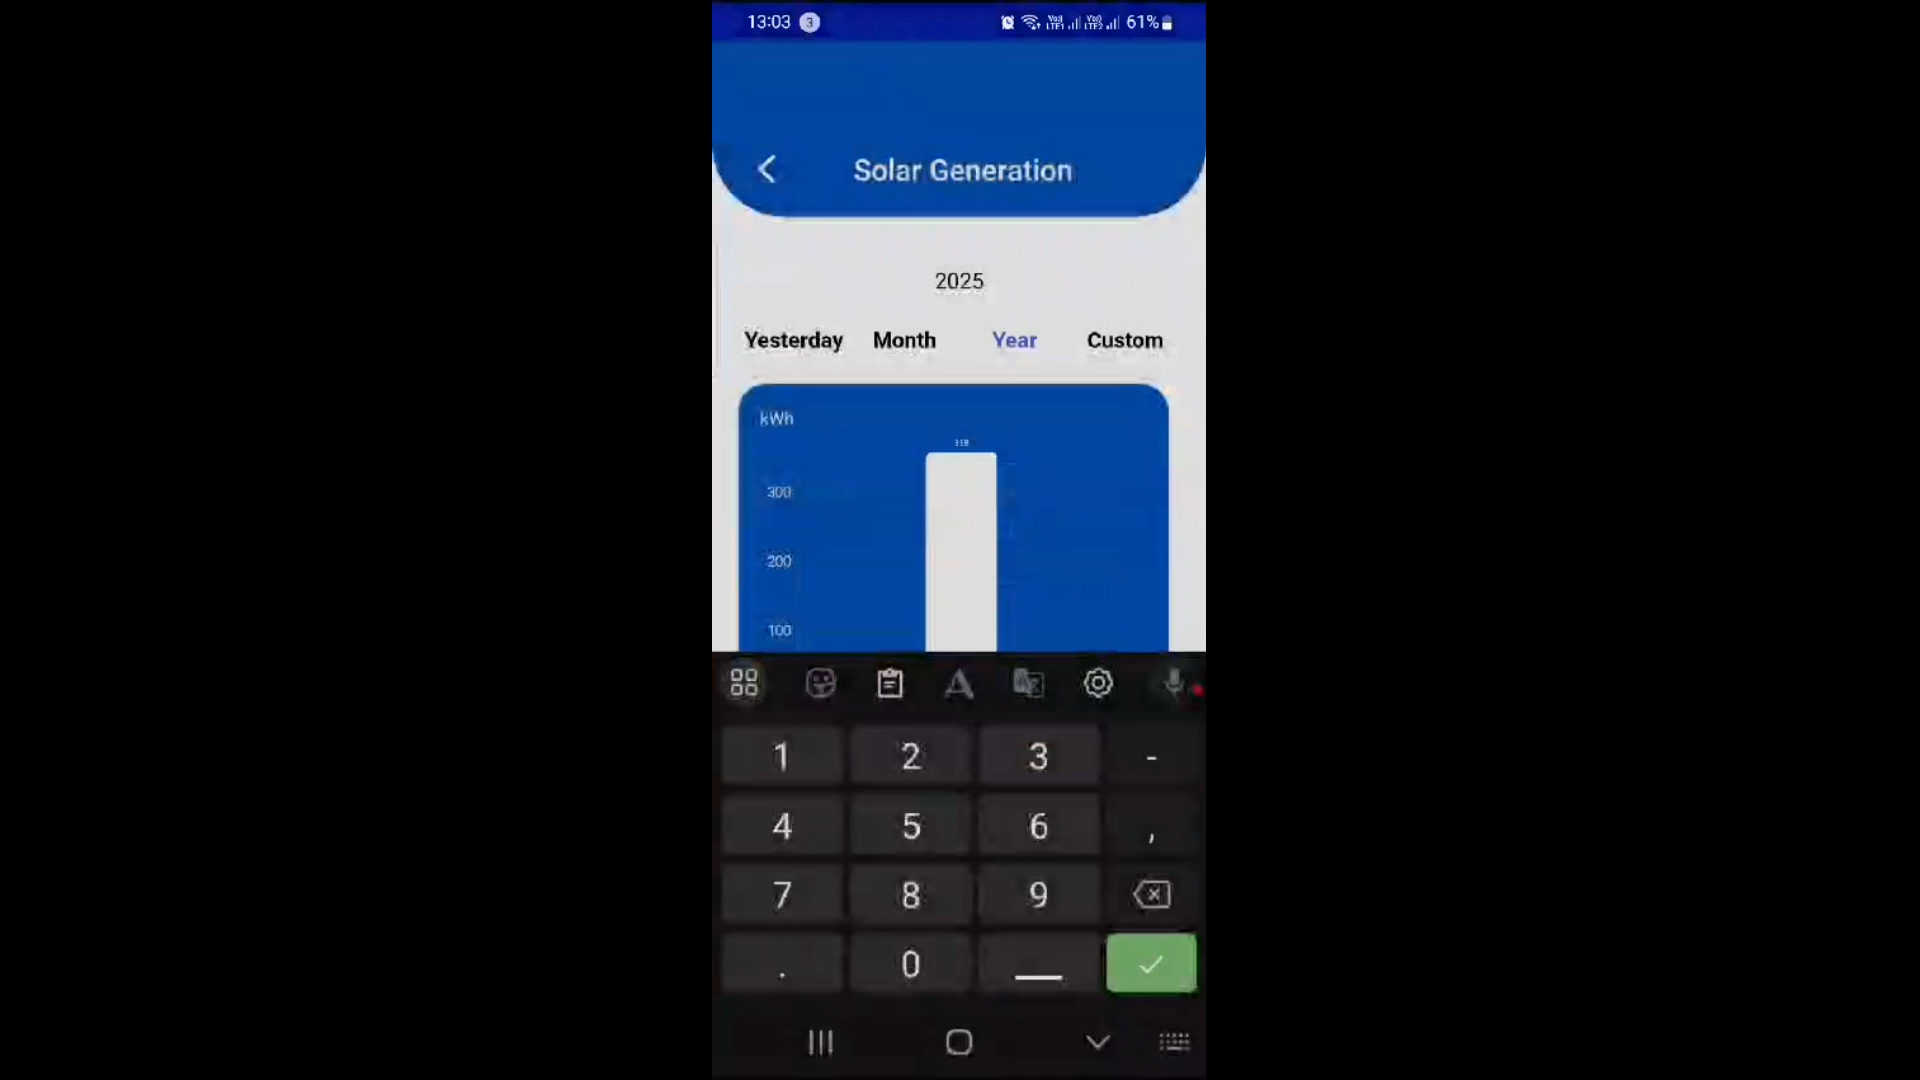 13:03 3 61%
Solar Generation
2025
Yesterday Month Year Custom
kWh
300
200
100
1 2 3 -
4 5 6 ,
7 8 9
. 0